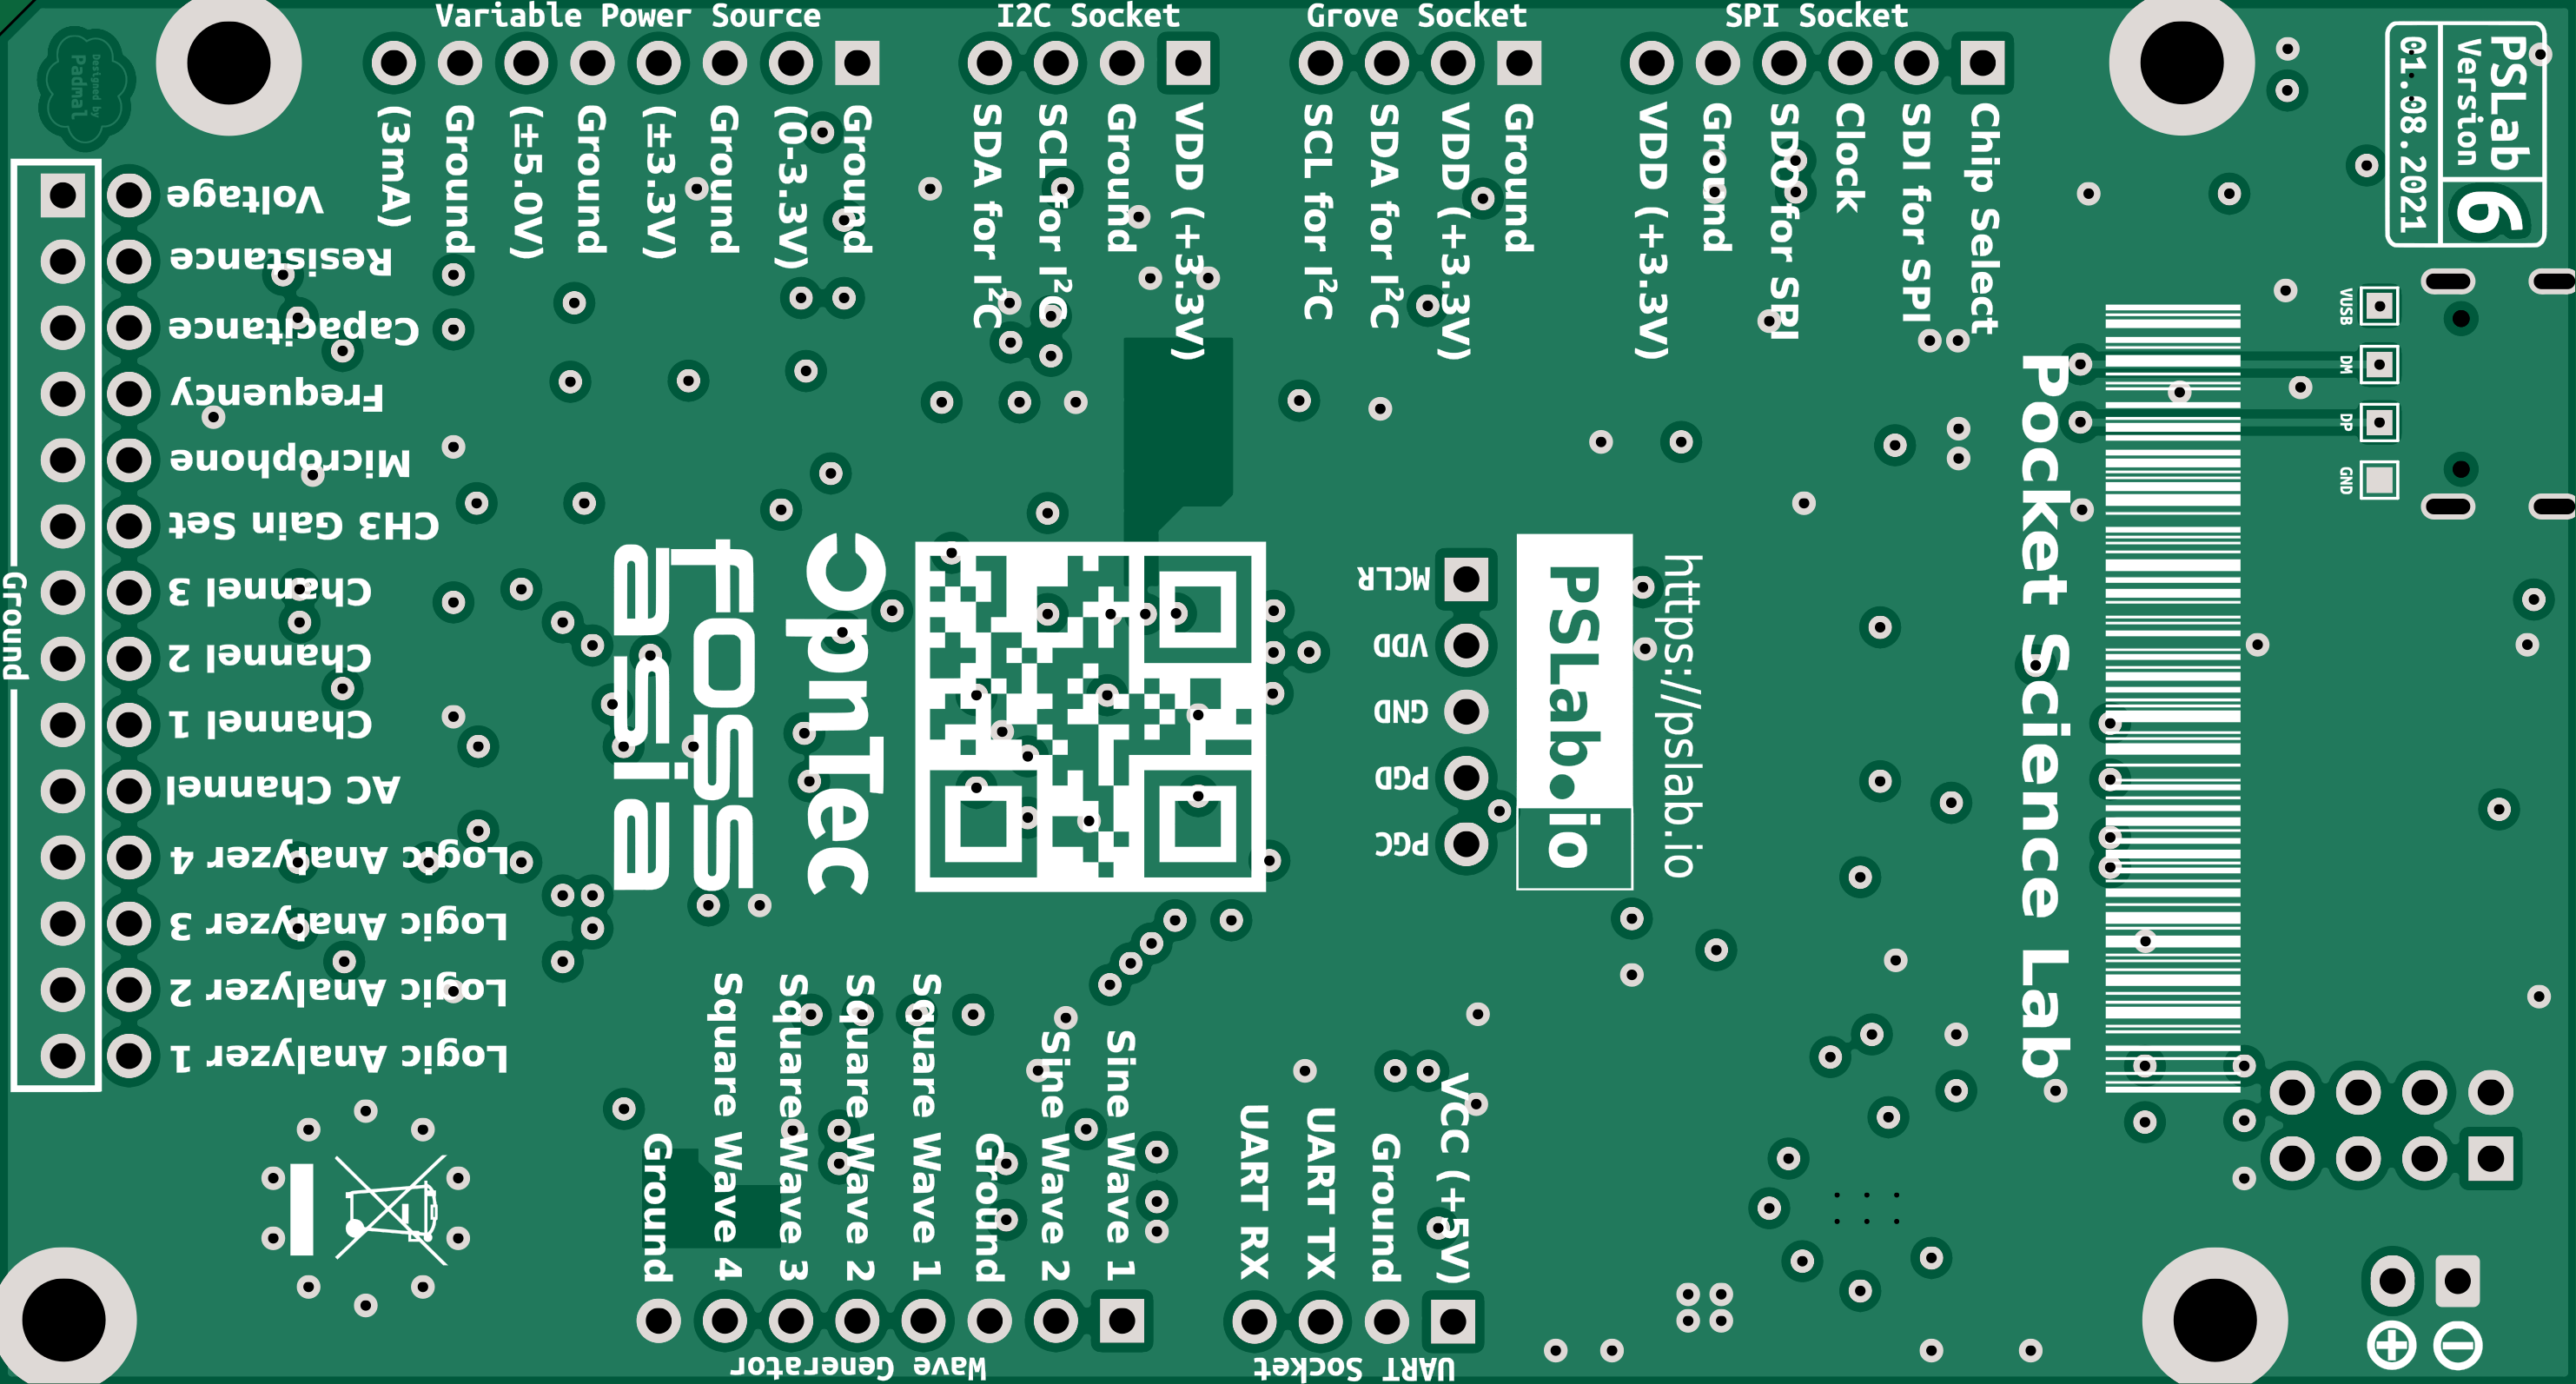 Variable Power Source
I2C Socket
Grove Socket
SPI Socket
Designed by
Padmal
(3mA)
Ground
(±5.0V)
Ground
(±3.3V)
Ground
(0-3.3V)
Ground
SDA for I²C
SCL for I²C
Ground
VDD (+3.3V)
SCL for I²C
SDA for I²C
VDD (+3.3V)
Ground
VDD (+3.3V)
Ground
SDO for SPI
Clock
SDI for SPI
Chip Select
PSLab
Version
6
01.08.2021
Voltage
Resistance
Capacitance
Frequency
Microphone
CH3 Gain Set
Channel 3
Channel 2
Channel 1
AC Channel
Logic Analyzer 4
Logic Analyzer 3
Logic Analyzer 2
Logic Analyzer 1
Ground
VUSB
DM
DP
GND
OpnTec
fossasia
MCLR
VDD
GND
PGD
PGC
PSLab.io
https://pslab.io
Pocket Science Lab
Ground
Square Wave 4
Square Wave 3
Square Wave 2
Square Wave 1
Ground
Sine Wave 2
Sine Wave 1
UART RX
UART TX
Ground
VCC (+5V)
Wave Generator
UART Socket